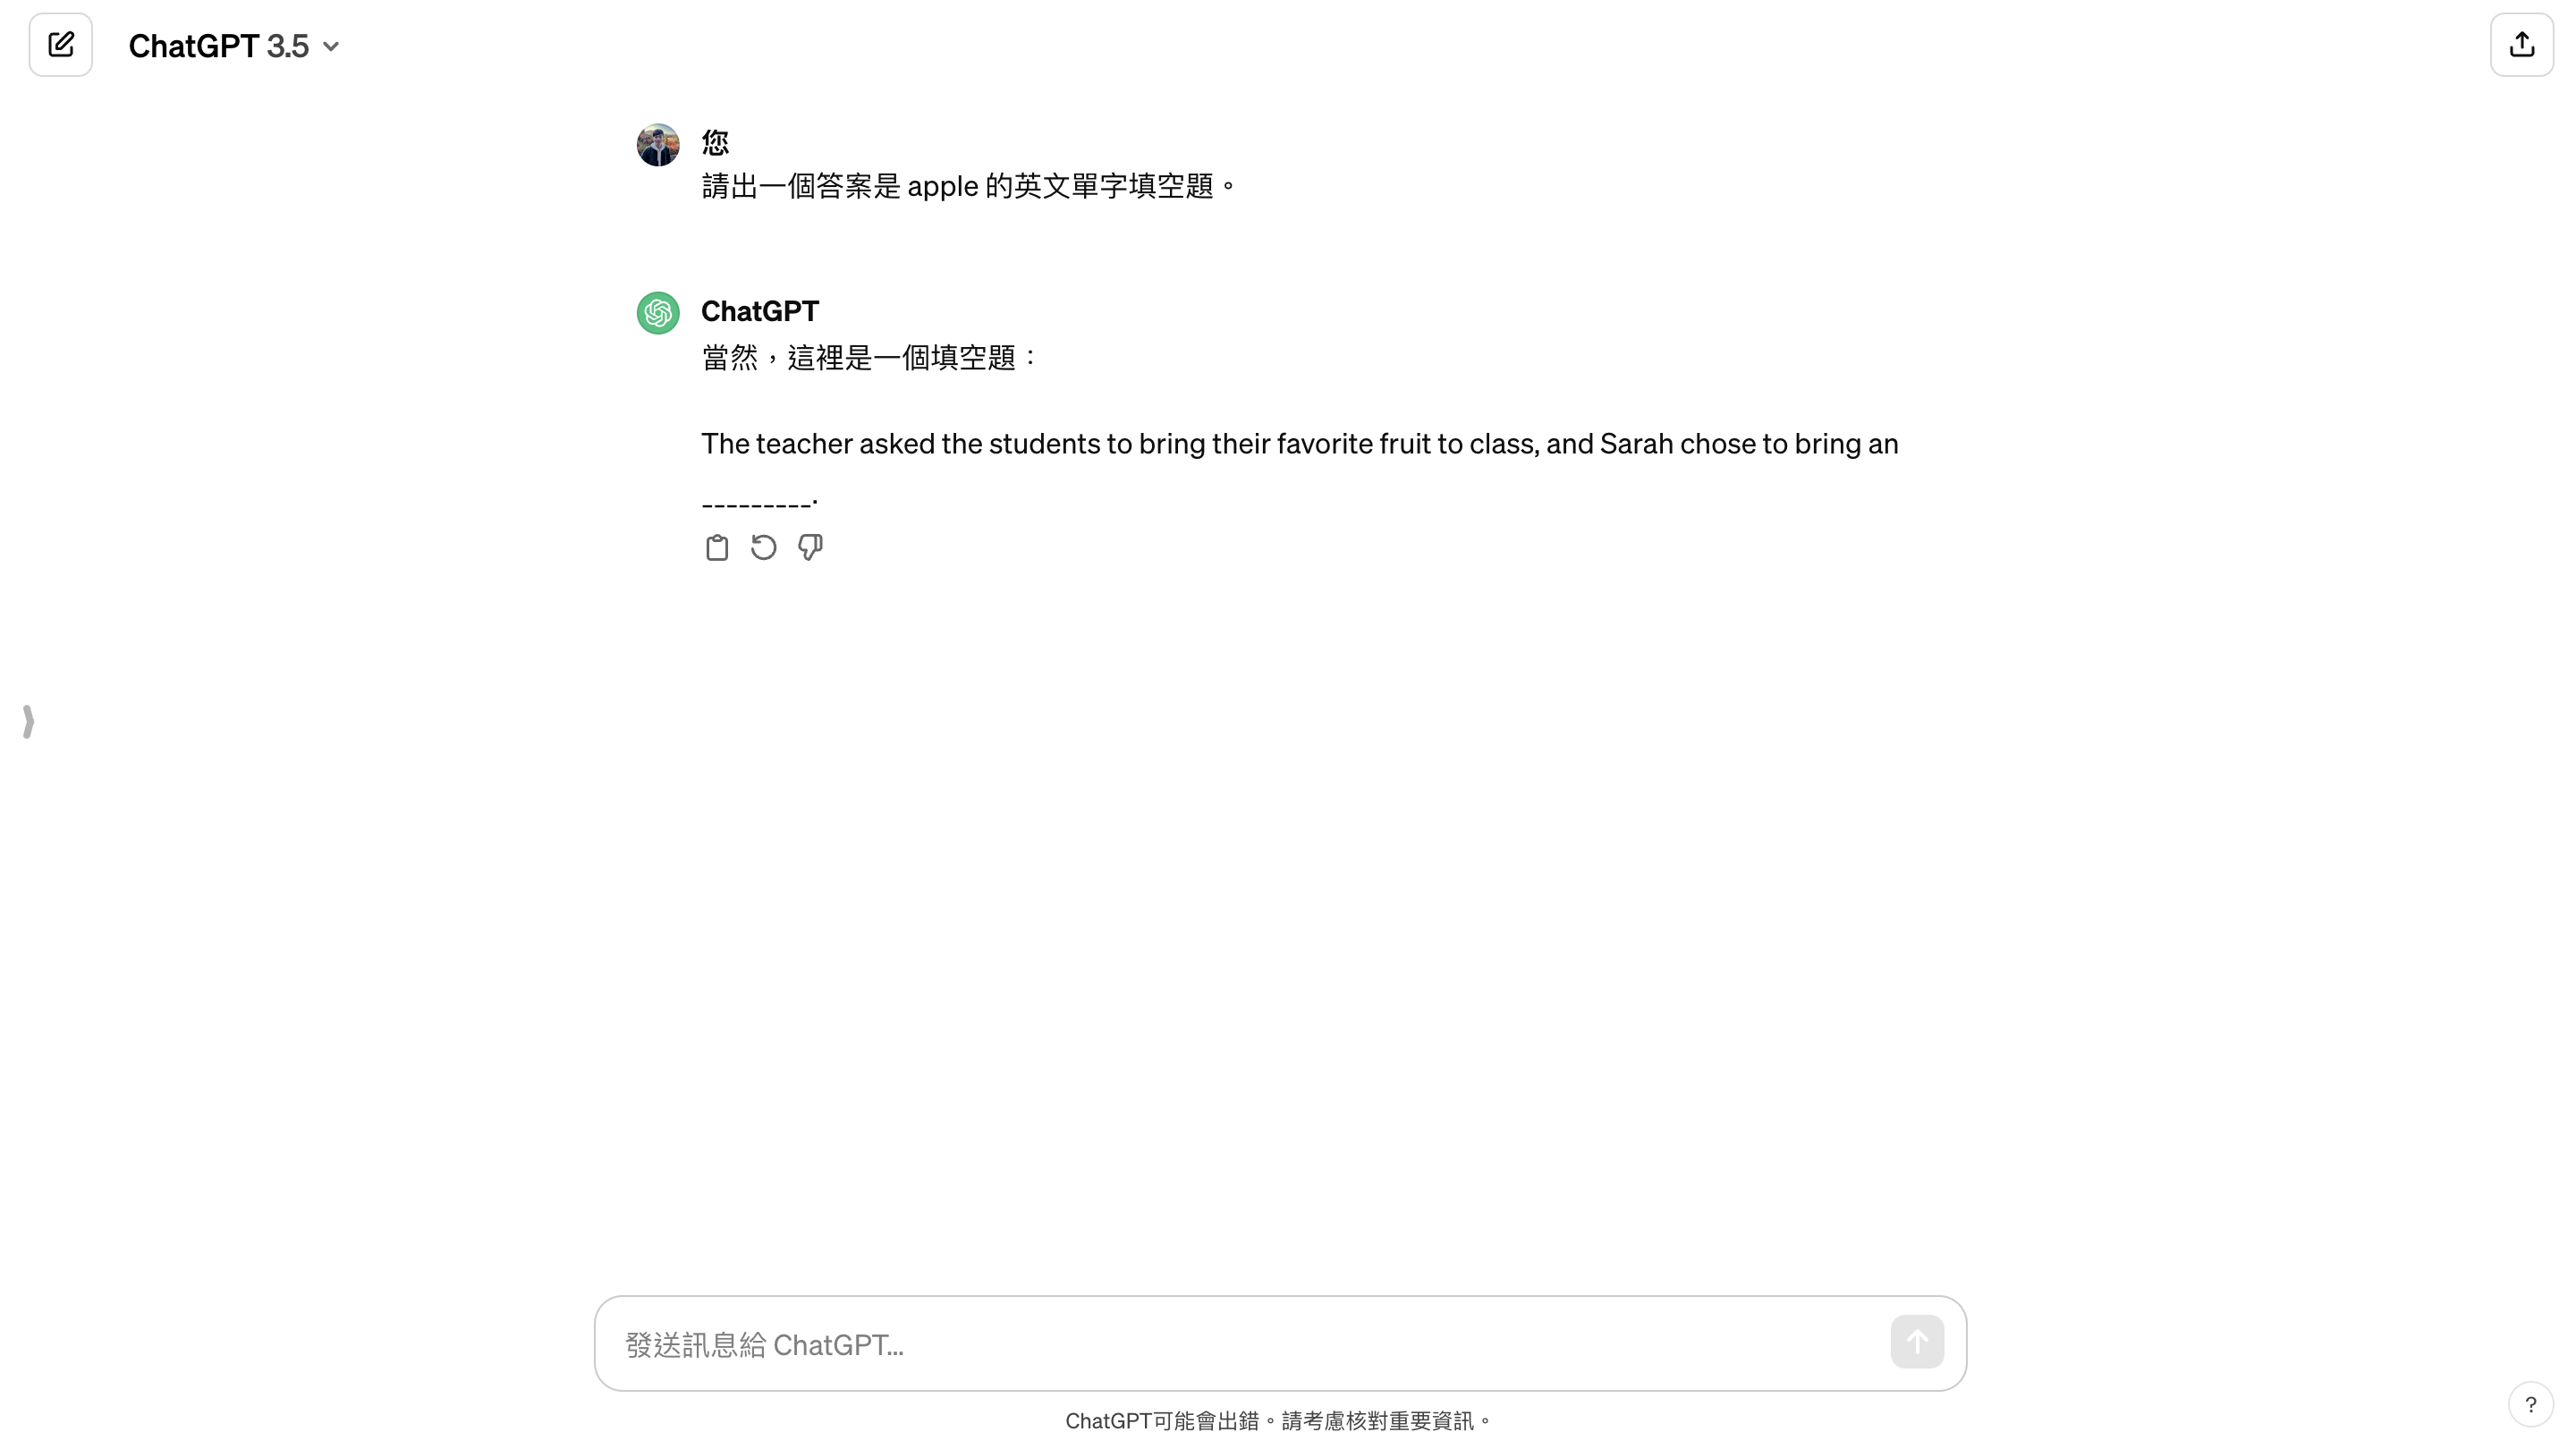 ChatGPT 3.5
您
請出一個答案是 apple 的英文單字填空題。
ChatGPT
當然，這裡是一個填空題：
The teacher asked the students to bring their favorite fruit to class, and Sarah chose to bring an
_________.
發送訊息給 ChatGPT...
ChatGPT可能會出錯。請考慮核對重要資訊。
?